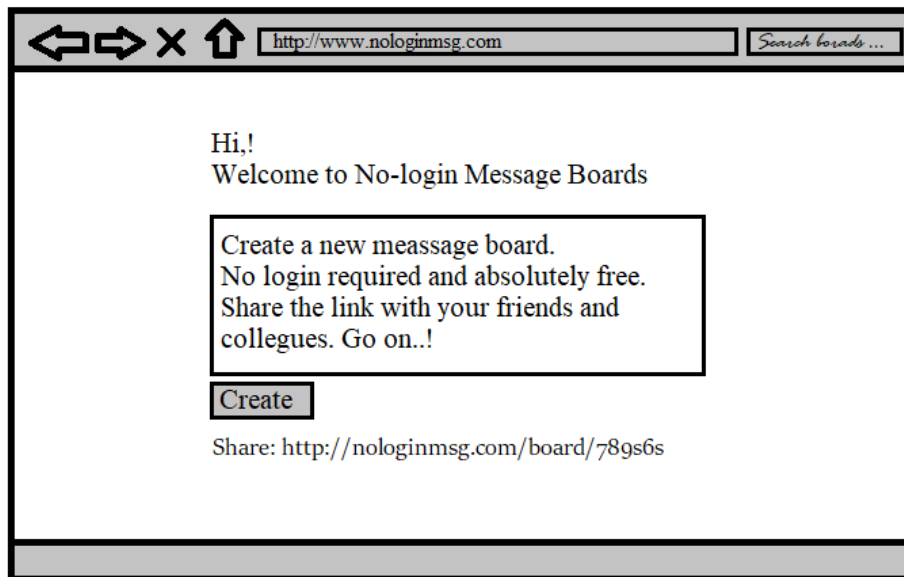 http://www.nologinmsg.com
Search borads ...
Hi,!
Welcome to No-login Message Boards
Create a new meassage board.
No login required and absolutely free.
Share the link with your friends and
collegues. Go on..!
Create
Share: http://nologinmsg.com/board/789s6s